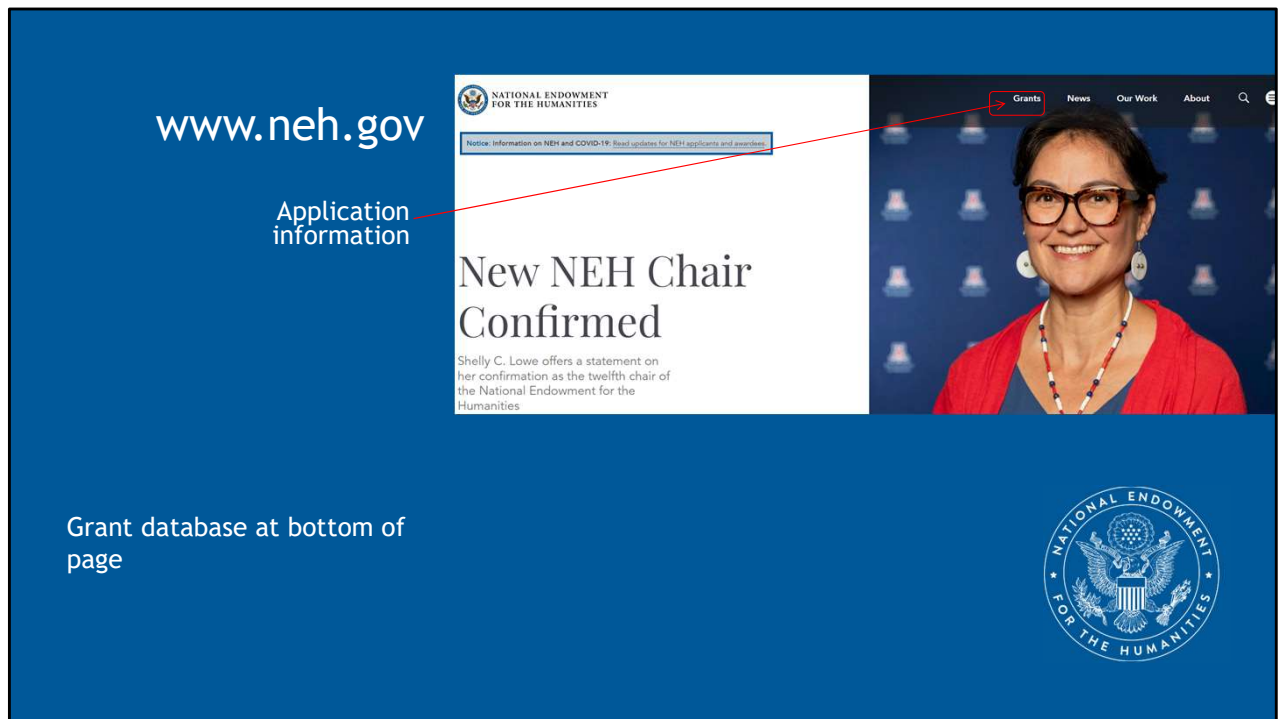 www.neh.gov
Application
information
NATIONAL ENDOWMENT
FOR THE HUMANITIES
Notice: Information on NEH and COVID-19: Read updates for NEH applicants and awardees.
Grants News Our Work About
New NEH Chair
Confirmed
Shelly C. Lowe offers a statement on
her confirmation as the twelfth chair of
the National Endowment for the
Humanities
Grant database at bottom of
page
NATIONAL ENDOWMENT
FOR THE HUMANITIES